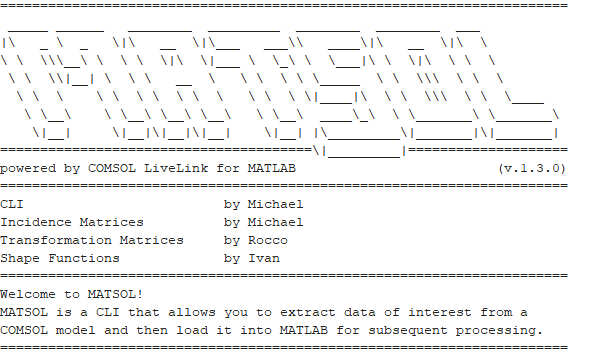 MATSOL
powered by COMSOL LiveLink for MATLAB (v.1.3.0)
CLI by Michael
Incidence Matrices by Michael
Transformation Matrices by Rocco
Shape Functions by Ivan
Welcome to MATSOL!
MATSOL is a CLI that allows you to extract data of interest from a
COMSOL model and then load it into MATLAB for subsequent processing.